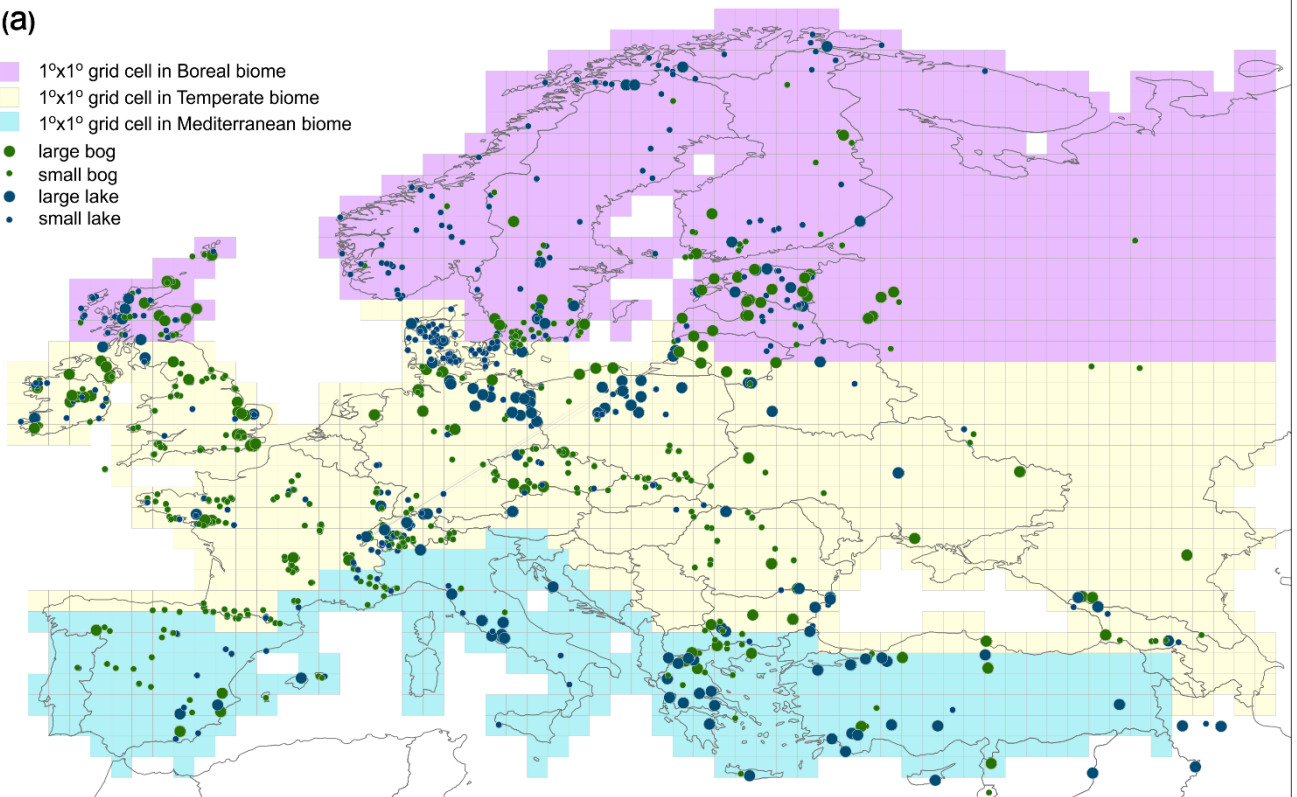 (a)
1°x1° grid cell in Boreal biome
1°x1° grid cell in Temperate biome
1°x1° grid cell in Mediterranean biome
large bog
small bog
large lake
small lake